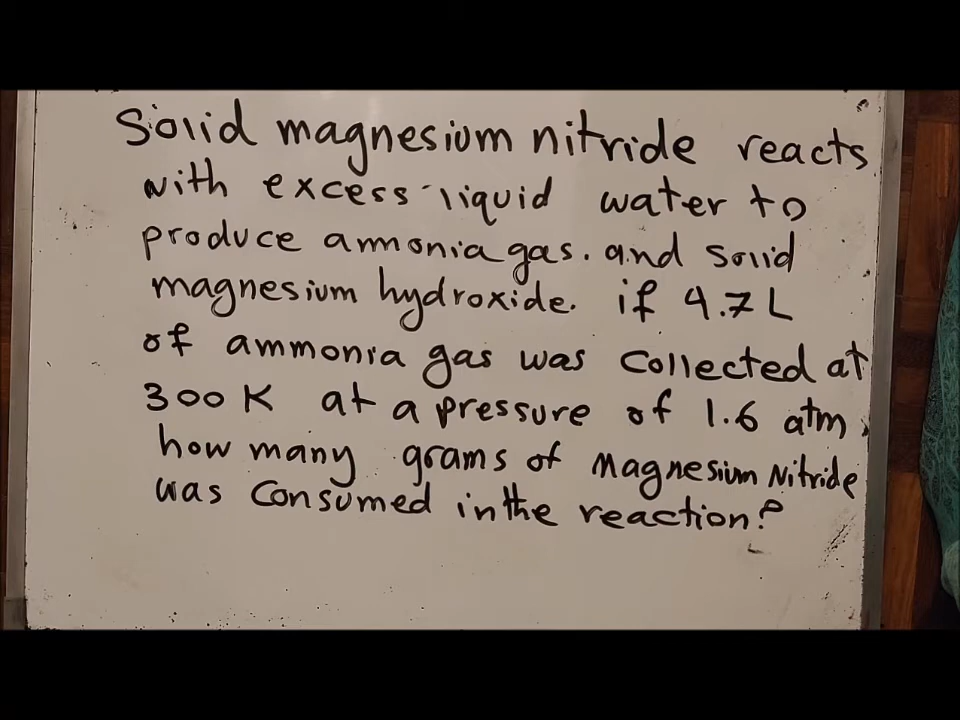 Solid magnesium nitride reacts
with excess liquid water to
produce ammonia gas. and solid
magnesium hydroxide. if 4.7 L
of ammonia gas was collected at
300 K at a pressure of 1.6 atm,
how many grams of Magnesium Nitride
was consumed in the reaction?